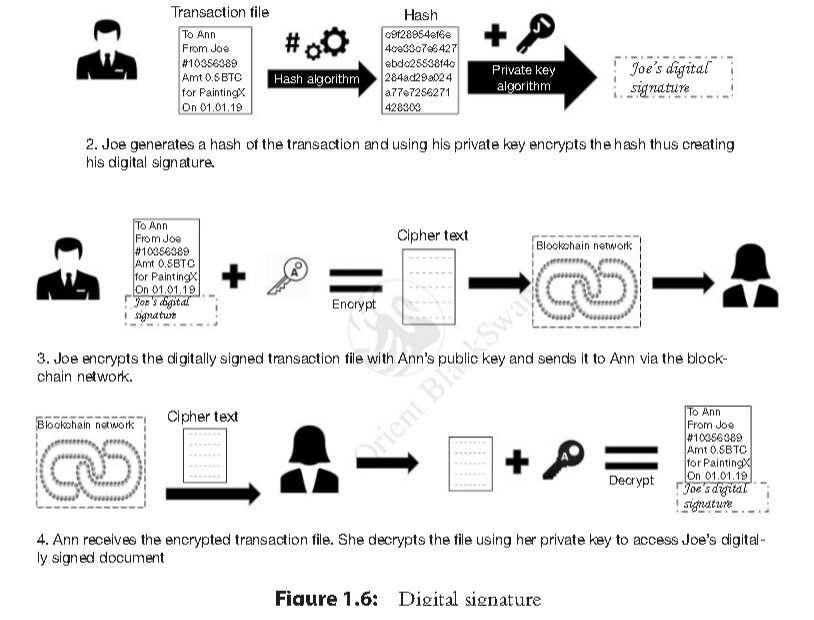 Transaction file
Hash
To Ann
From Joe
#10356389
Amt 0.5BTC
for PaintingX
On 01.01.19
#
Hash algorithm
c9f28954ef6e
4ce33c7e6427
ebdc25538f4c
284ad29a024
a77e7256271
428303
J
Private key
algorithm
Joe's digital
signature
2. Joe generates a hash of the transaction and using his private key encrypts the hash thus creating
his digital signature.
To Ann
From Joe
#10356389
Amt 0.5BTC
for PaintingX
On 01.01.19
Joe's digital
signature
A
Encrypt
Cipher text
Blockchain network
3. Joe encrypts the digitally signed transaction file with Ann's public key and sends it to Ann via the block-
chain network.
Orient BlackSwan
Blockchain network
Cipher text
A
Decrypt
To Ann
From Joe
#10356389
Amt 0.5BTC
for PaintingX
On 01.01.19
Joe's digital
signature
4. Ann receives the encrypted transaction file. She decrypts the file using her private key to access Joe's digital-
ly signed document
Figure 1.6: Digital signature